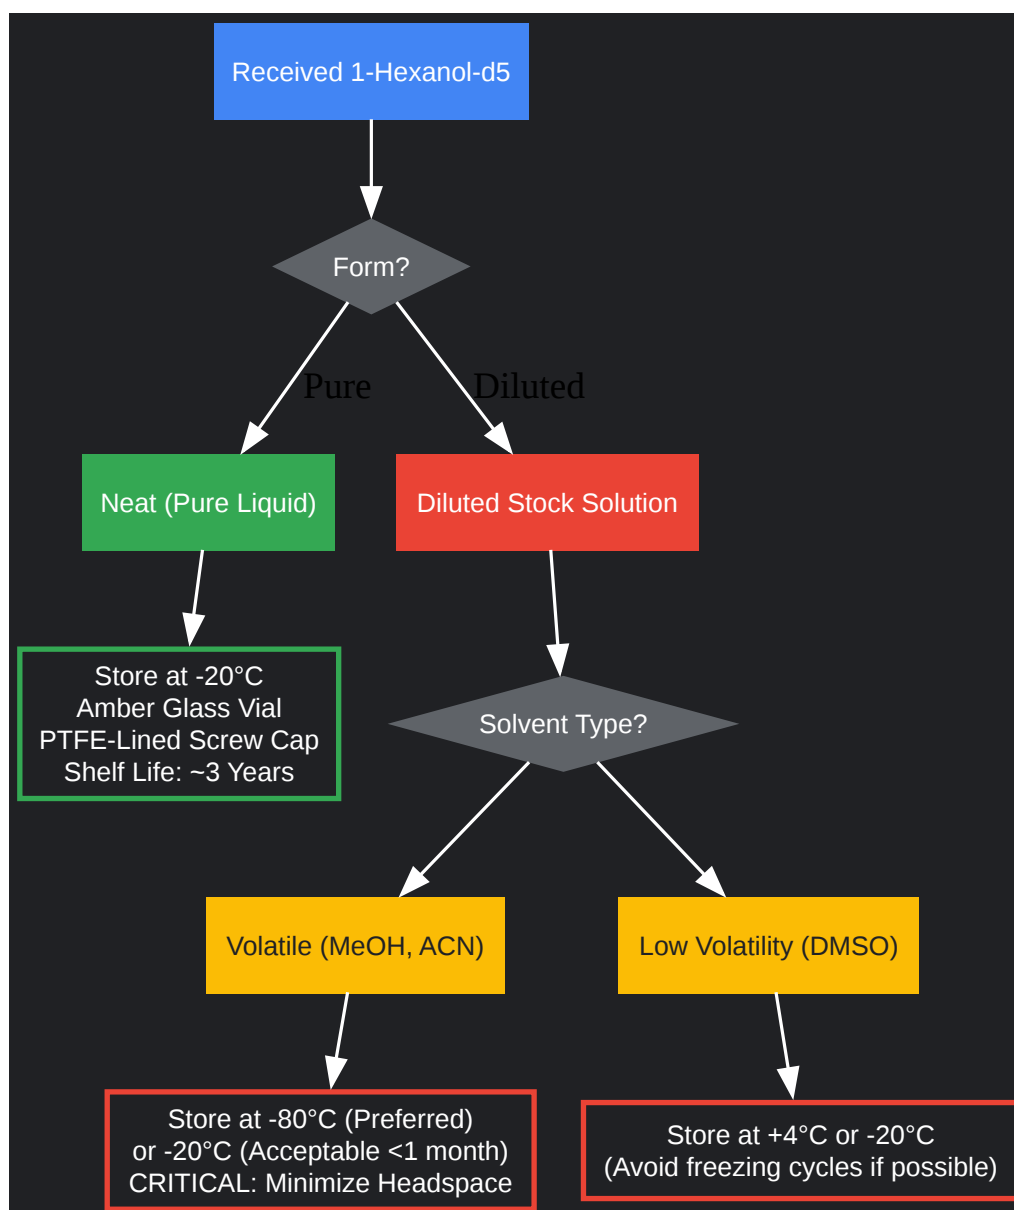 Received 1-Hexanol-d5
Form?
Pure
Diluted
Neat (Pure Liquid)
Diluted Stock Solution
Store at -20°C
Amber Glass Vial
PTFE-Lined Screw Cap
Shelf Life: ~3 Years
Solvent Type?
Volatile (MeOH, ACN)
Low Volatility (DMSO)
Store at -80°C (Preferred)
or -20°C (Acceptable <1 month)
CRITICAL: Minimize Headspace
Store at +4°C or -20°C
(Avoid freezing cycles if possible)